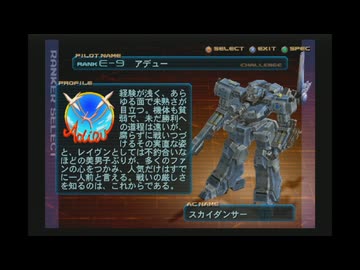 PILOT NAME
RANK E-9 アデュー
SELECT EXIT SPEC
CHALLENGE
RANKER SELECT
PROFILE
Adieu
経験が浅く、あら
ゆる面で未熟さが
目立つ。機体も貧
弱で、未だ勝利へ
の道程は遠いが、
腐らずに戦いつづ
けるその実直な姿
と、レイヴンとしては不釣合いな
ほどの美男子ぶりが、多くのファ
ンの心をつかみ、人気だけはすで
に一人前と言える。戦いの厳しさ
を知るのは、これからである。
AC NAME
スカイダンサー